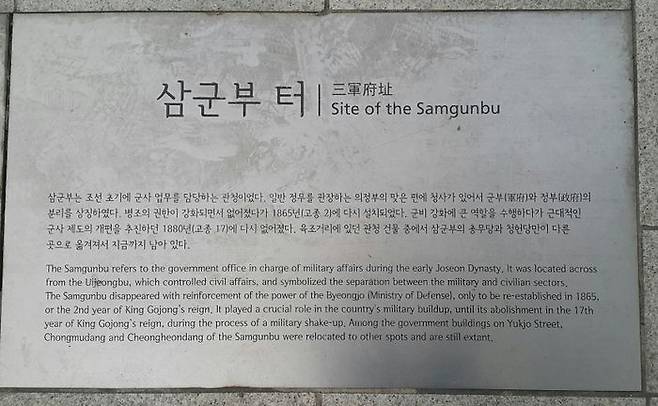 삼군부 터
三軍府址
Site of the Samgunbu
삼군부는 조선 초기에 군사 업무를 담당하는 관청이었다. 일반 정무를 관장하는 의정부의 맞은 편에 청사가 있어서 군부(軍府)와 정부(政府)의
분리를 상징하였다. 병조의 권한이 강화되면서 없어졌다가 1865년(고종 2)에 다시 설치되었다. 군비 강화에 큰 역할을 수행하다가 근대적인
군사 제도의 개편을 추진하던 1880년(고종 17)에 다시 없어졌다. 육조거리에 있던 관청 건물 중에서 삼군부의 총무당과 청헌당만이 다른
곳으로 옮겨져서 지금까지 남아 있다.
The Samgunbu refers to the government office in charge of military affairs during the early Joseon Dynasty. It was located across
from the Uijeongbu, which controlled civil affairs, and symbolized the separation between the military and civilian sectors.
The Samgunbu disappeared with reinforcement of the power of the Byeongjo (Ministry of Defense), only to be re-established in 1865,
or the 2nd year of King Gojong's reign. It played a crucial role in the country's military buildup, until its abolishment in the 17th
year of King Gojong's reign, during the process of a military shake-up. Among the government buildings on Yukjo Street,
Chongmudang and Cheongheondang of the Samgunbu were relocated to other spots and are still extant.